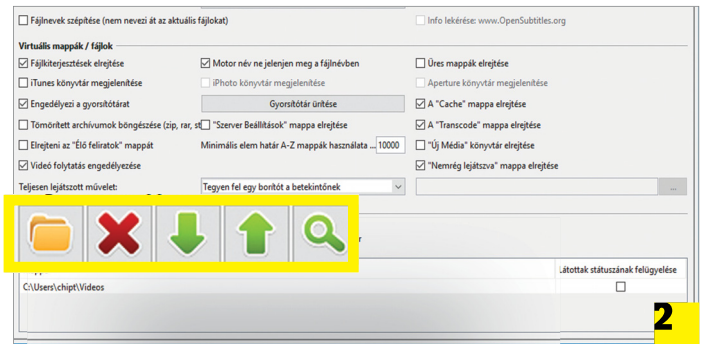 Fájlnevek szépítése (nem nevezi át az aktuális fájlokat) Info lekérése: www.OpenSubtitles.org
Virtuális mappák / fájlok
Fájlkiterjesztések elrejtése Motor név ne jelenjen meg a fájlnévben Üres mappák elrejtése
iTunes könyvtár megjelenítése iPhoto könyvtár megjelenítése Aperture könyvtár megjelenítése
Engedélyezi a gyorsítótárat Gyorsítótár ürítése A "Cache" mappa elrejtése
Tömörített archívumok böngészése (zip, rar, st "Szerver Beállítások" mappa elrejtése A "Transcode" mappa elrejtése
Elrejteni az "Élő feliratok" mappát Minimális elem határ A-Z mappák használata ... 10000 "Új Média" könyvtár elrejtése
Videó folytatás engedélyezése "Nemrég lejátszva" mappa elrejtése
Teljesen lejátszott művelet: Tegyen fel egy borítót a betekintőnek ...
Látottak státuszának felügyelése
C:\Users\chipt\Videos
2